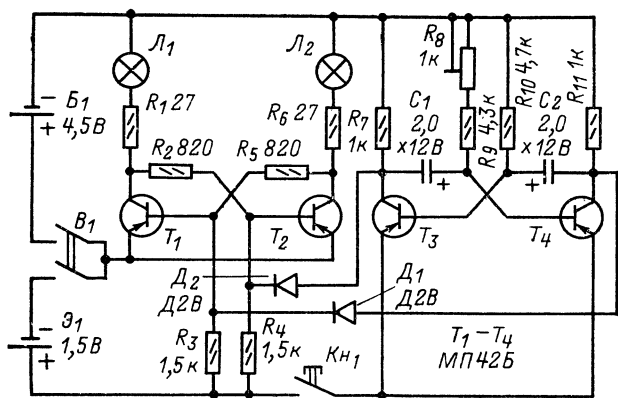 Л1
Л2
R8
1к
Б1
4,5В
R1 27
R6 27
R7
1к
C1
2,0
×12В
R9 4,3к
R10 4,7к
C2
2,0
×12В
R11 1к
R2 820
R5 820
В1
T1
T2
T3
T4
Д2
Д2В
Д1
Д2В
Э1
1,5В
R3
1,5к
R4
1,5к
Кн1
T1–T4
МП42Б